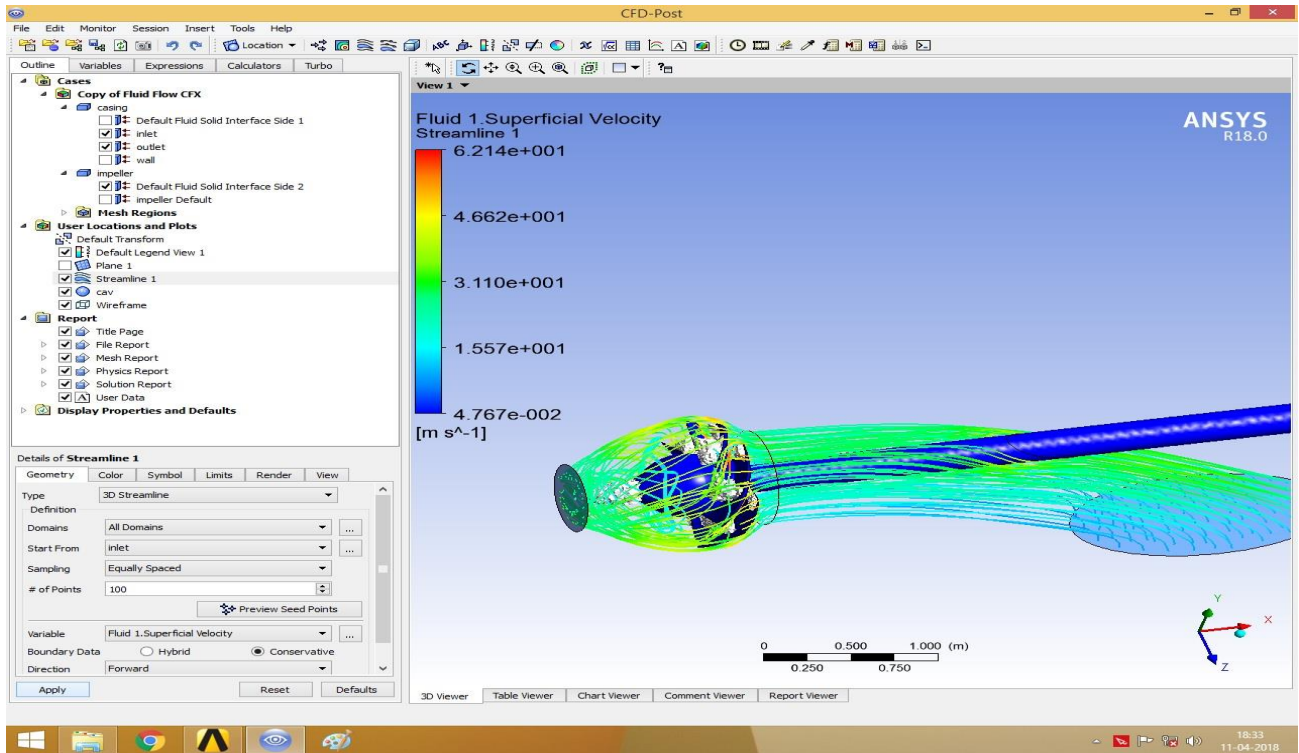 CFD-Post
File Edit Monitor Session Insert Tools Help
Location
Outline Variables Expressions Calculators Turbo
Cases
Copy of Fluid Flow CFX
casing
Default Fluid Solid Interface Side 1
inlet
outlet
wall
impeller
Default Fluid Solid Interface Side 2
impeller Default
Mesh Regions
User Locations and Plots
Default Transform
Default Legend View 1
Plane 1
Streamline 1
cav
Wireframe
Report
Title Page
File Report
Mesh Report
Physics Report
Solution Report
User Data
Display Properties and Defaults
Details of Streamline 1
Geometry Color Symbol Limits Render View
Type 3D Streamline
Definition
Domains All Domains ...
Start From inlet ...
Sampling Equally Spaced
# of Points 100
Preview Seed Points
Variable Fluid 1.Superficial Velocity ...
Boundary Data Hybrid Conservative
Direction Forward
Apply Reset Defaults
View 1
Fluid 1.Superficial Velocity
Streamline 1
6.214e+001
4.662e+001
3.110e+001
1.557e+001
4.767e-002
[m s^-1]
ANSYS
R18.0
Y
X
Z
0 0.500 1.000 (m)
0.250 0.750
3D Viewer Table Viewer Chart Viewer Comment Viewer Report Viewer
18:33
11-04-2018